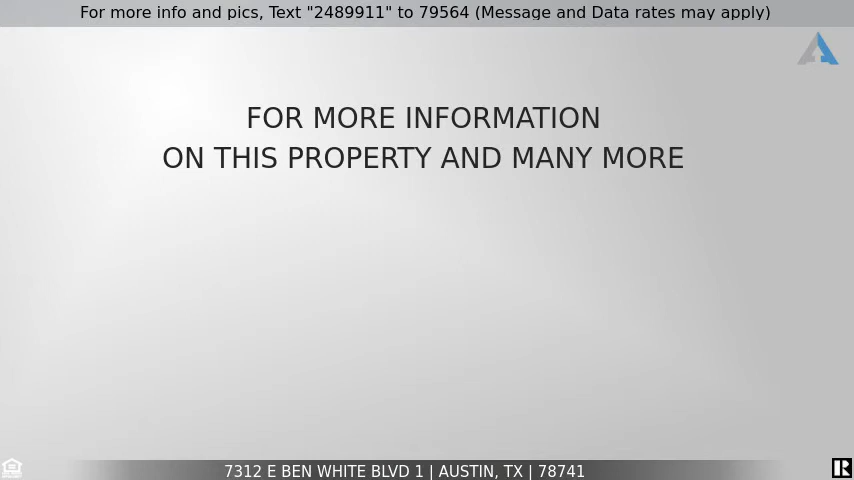 For more info and pics, Text "2489911" to 79564 (Message and Data rates may apply)
FOR MORE INFORMATION
ON THIS PROPERTY AND MANY MORE
7312 E BEN WHITE BLVD 1 | AUSTIN, TX | 78741